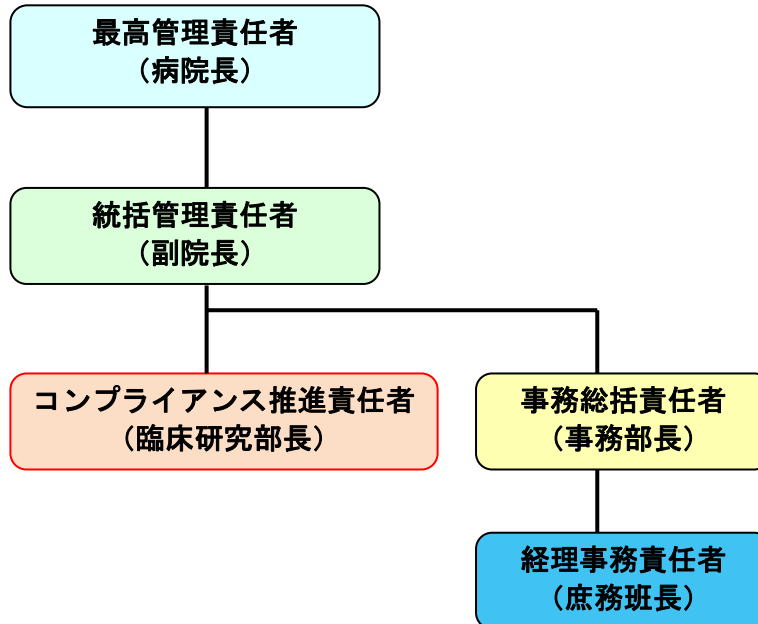 最高管理責任者
（病院長）
統括管理責任者
（副院長）
コンプライアンス推進責任者
（臨床研究部長）
事務総括責任者
（事務部長）
経理事務責任者
（庶務班長）